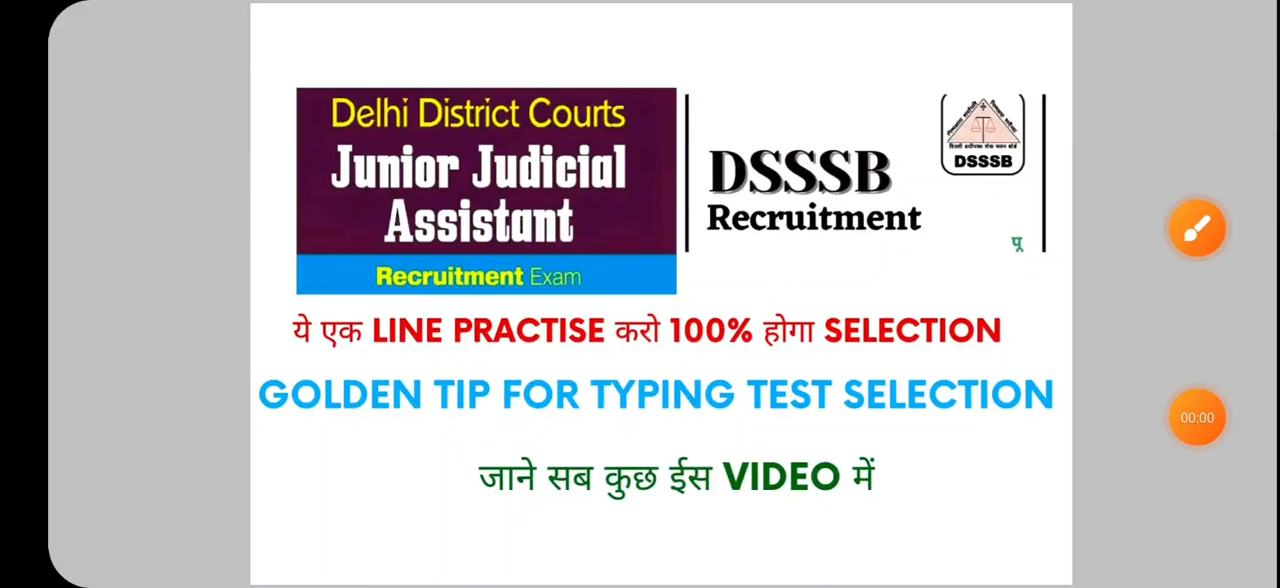 Delhi District Courts
Junior Judicial
Assistant
Recruitment Exam
DSSSB
Recruitment
DSSSB
पू
ये एक LINE PRACTISE करो 100% होगा SELECTION
GOLDEN TIP FOR TYPING TEST SELECTION
जाने सब कुछ ईस VIDEO में
00:00